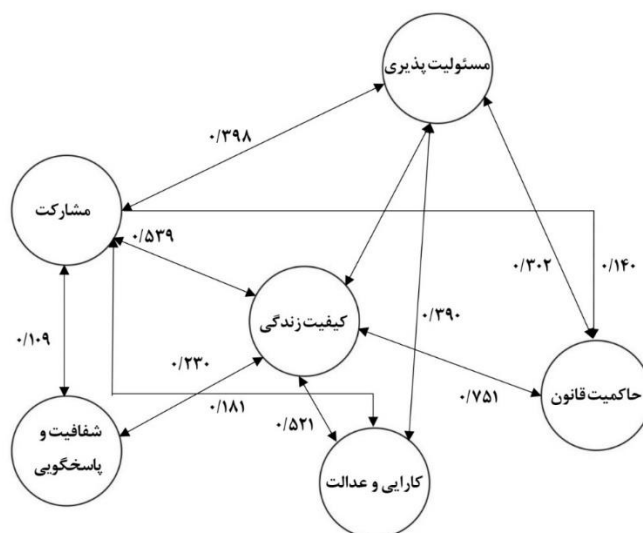 مسئولیت پذیری
۰/۳۹۸
مشارکت
۰/۵۳۹
۰/۳۰۲
۰/۱۴۰
کیفیت زندگی
۰/۳۹۰
۰/۱۰۹
۰/۲۳۰
۰/۷۵۱
حاکمیت قانون
۰/۱۸۱
۰/۵۲۱
شفافیت و
پاسخگویی
کارایی و عدالت